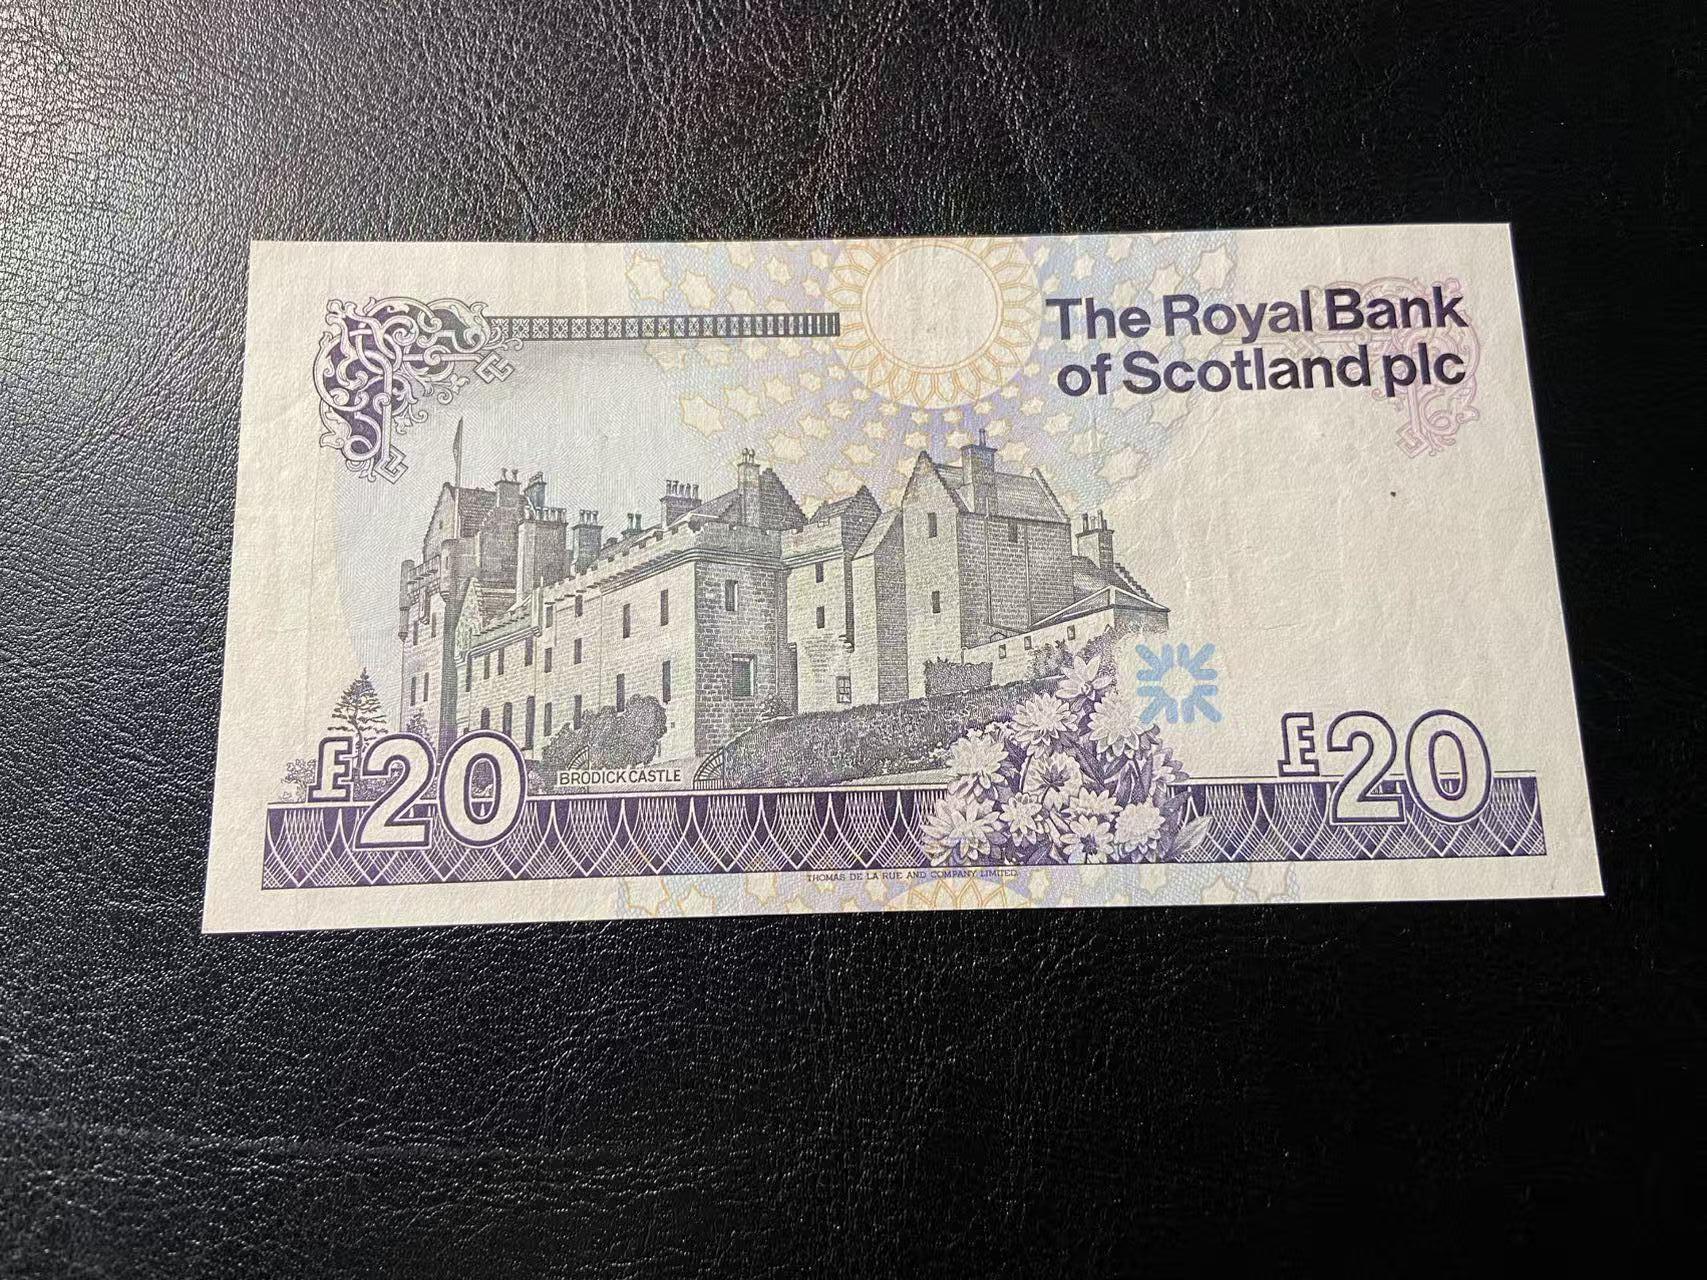 The Royal Bank
of Scotland plc
BRODICK CASTLE
£20
£20
THOMAS DE LA RUE AND COMPANY LIMITED